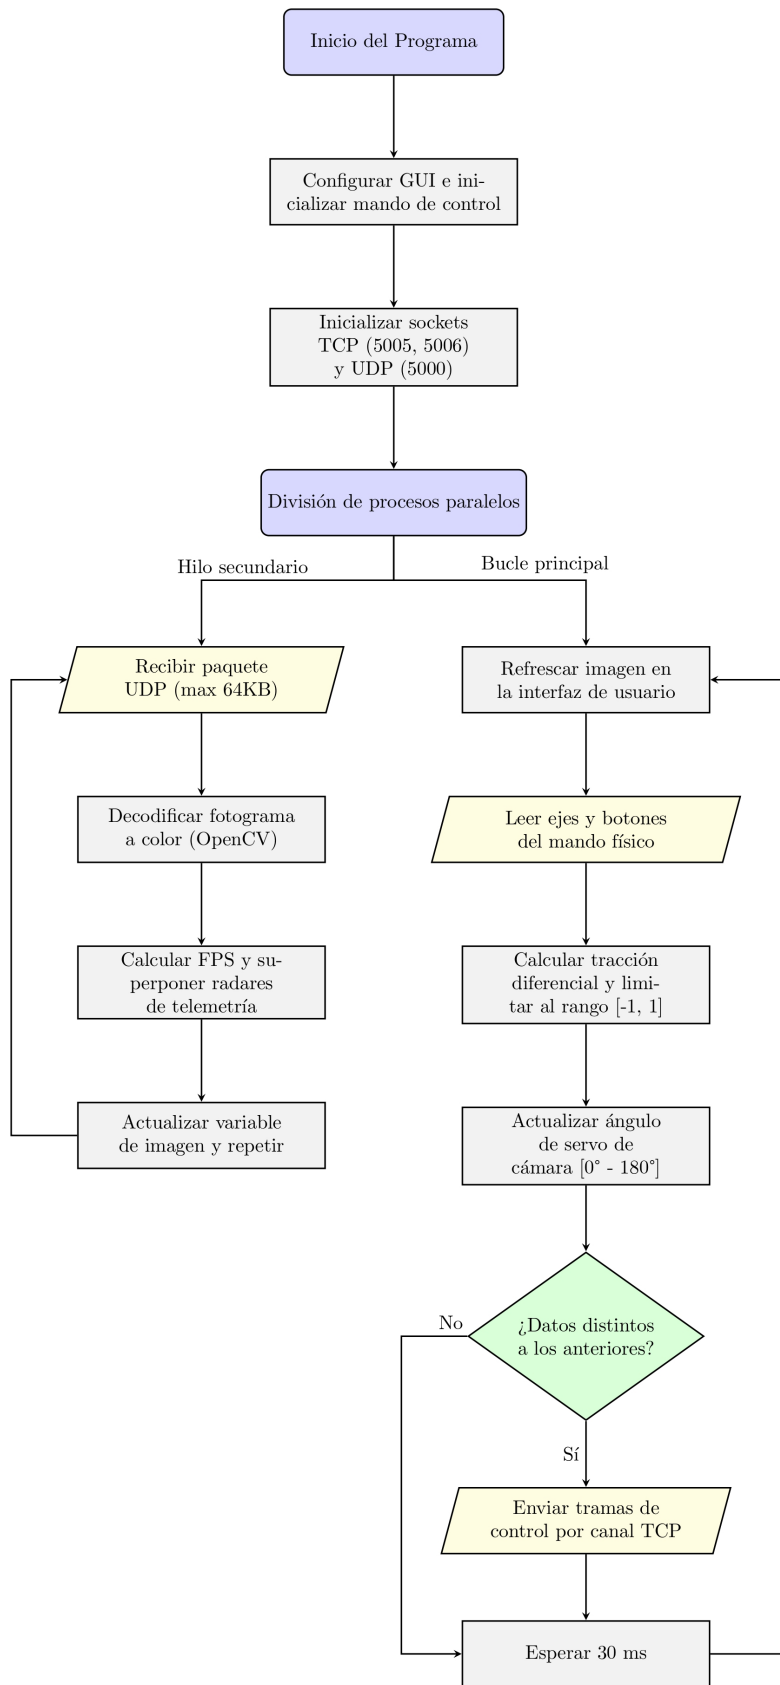 Inicio del Programa
Configurar GUI e ini-
cializar mando de control
Inicializar sockets
TCP (5005, 5006)
y UDP (5000)
División de procesos paralelos
Hilo secundario
Bucle principal
Recibir paquete
UDP (max 64KB)
Decodificar fotograma
a color (OpenCV)
Calcular FPS y su-
perponer radares
de telemetría
Actualizar variable
de imagen y repetir
Refrescar imagen en
la interfaz de usuario
Leer ejes y botones
del mando físico
Calcular tracción
diferencial y limi-
tar al rango [-1, 1]
Actualizar ángulo
de servo de
cámara [0° - 180°]
¿Datos distintos
a los anteriores?
No
Sí
Enviar tramas de
control por canal TCP
Esperar 30 ms